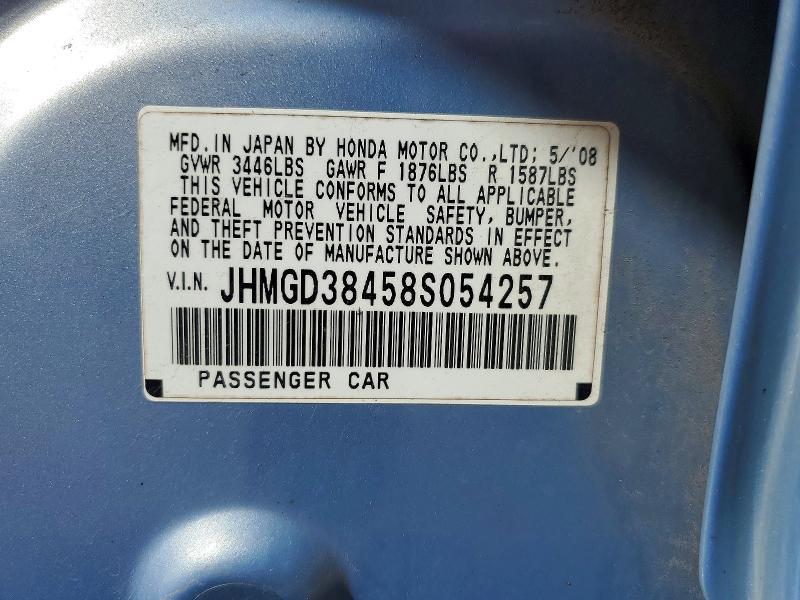 MFD. IN JAPAN BY HONDA MOTOR CO.,LTD; 5/'08
GVWR 3446LBS GAWR F 1876LBS R 1587LBS
THIS VEHICLE CONFORMS TO ALL APPLICABLE
FEDERAL MOTOR VEHICLE SAFETY, BUMPER,
AND THEFT PREVENTION STANDARDS IN EFFECT
ON THE DATE OF MANUFACTURE SHOWN ABOVE.
V.I.N. JHMGD38458S054257
PASSENGER CAR